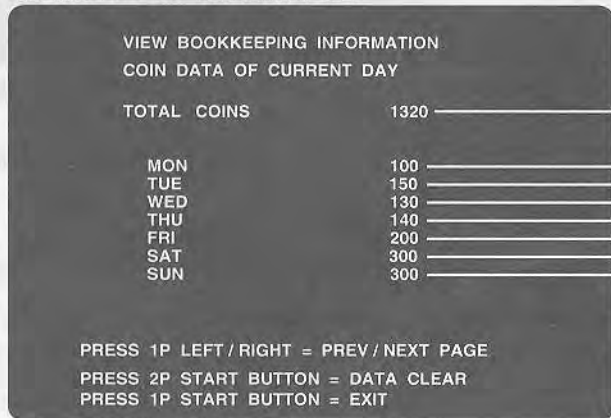 VIEW BOOKKEEPING INFORMATION
COIN DATA OF CURRENT DAY
TOTAL COINS 1320
MON 100
TUE 150
WED 130
THU 140
FRI 200
SAT 300
SUN 300
PRESS 1P LEFT / RIGHT = PREV / NEXT PAGE
PRESS 2P START BUTTON = DATA CLEAR
PRESS 1P START BUTTON = EXIT